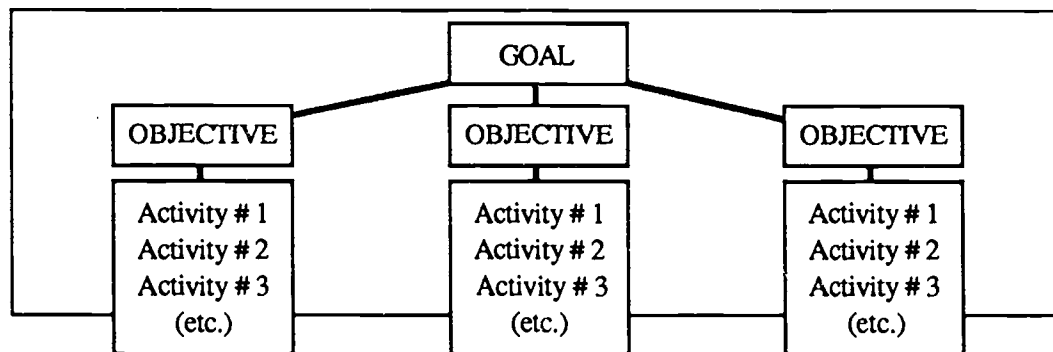 GOAL
OBJECTIVE
OBJECTIVE
OBJECTIVE
Activity # 1
Activity # 2
Activity # 3
(etc.)
Activity # 1
Activity # 2
Activity # 3
(etc.)
Activity # 1
Activity # 2
Activity # 3
(etc.)